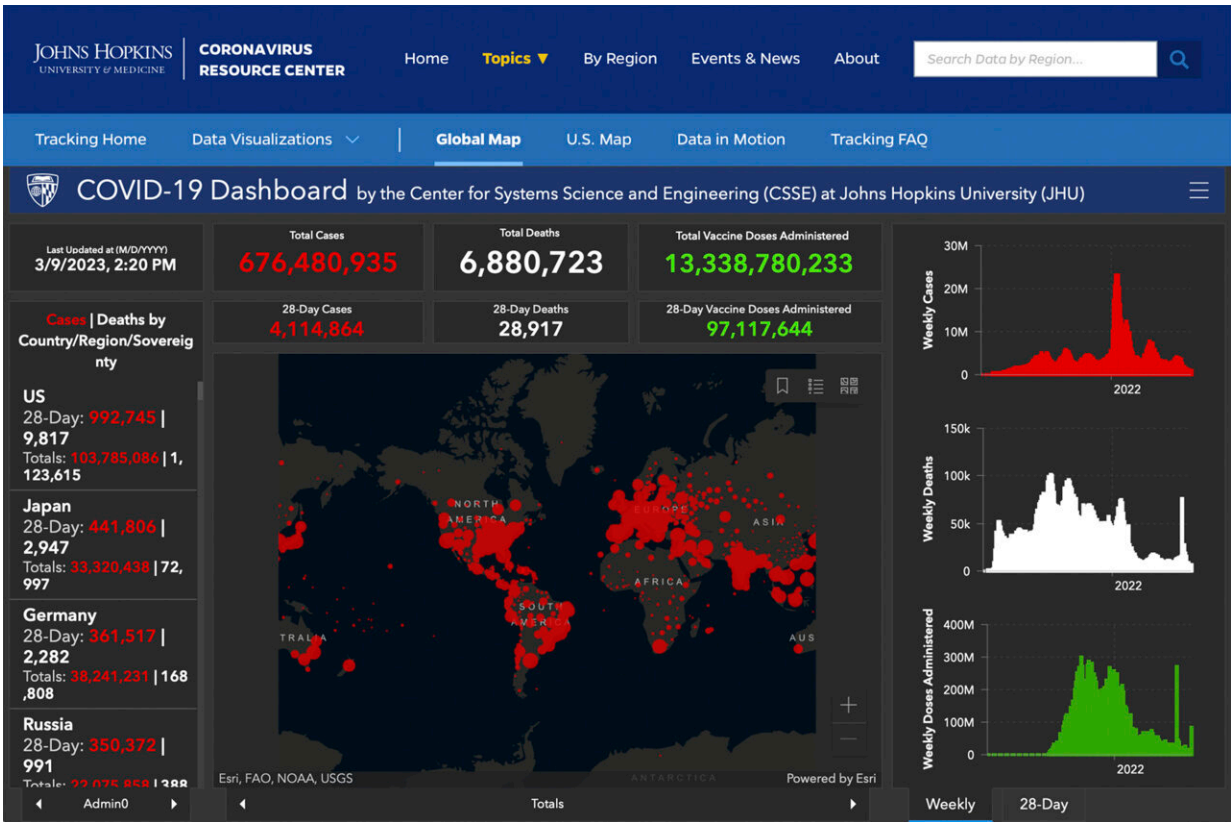 JOHNS HOPKINS
UNIVERSITY & MEDICINE
CORONAVIRUS
RESOURCE CENTER
Home
Topics ▼
By Region
Events & News
About
Search Data by Region...
Tracking Home
Data Visualizations
Global Map
U.S. Map
Data in Motion
Tracking FAQ
COVID-19 Dashboard by the Center for Systems Science and Engineering (CSSE) at Johns Hopkins University (JHU)
Last Updated at (M/D/YYYY)
3/9/2023, 2:20 PM
Total Cases
676,480,935
Total Deaths
6,880,723
Total Vaccine Doses Administered
13,338,780,233
28-Day Cases
4,114,864
28-Day Deaths
28,917
28-Day Vaccine Doses Administered
97,117,644
Cases | Deaths by
Country/Region/Sovereig
nty
US
28-Day: 992,745 |
9,817
Totals: 103,785,086 | 1,
123,615
Japan
28-Day: 441,806 |
2,947
Totals: 33,320,438 | 72,
997
Germany
28-Day: 361,517 |
2,282
Totals: 38,241,231 | 168
,808
Russia
28-Day: 350,372 |
991
Totals: 22,075,858 | 388
Admin0
NORTH
AMERICA
EUROPE
ASIA
AFRICA
SOUTH
AMERICA
TRALIA
AUS
ANTARCTICA
Esri, FAO, NOAA, USGS
Powered by Esri
Totals
Weekly Cases
30M
20M
10M
0
2022
Weekly Deaths
150k
100k
50k
0
2022
Weekly Doses Administered
400M
300M
200M
100M
0
2022
Weekly
28-Day